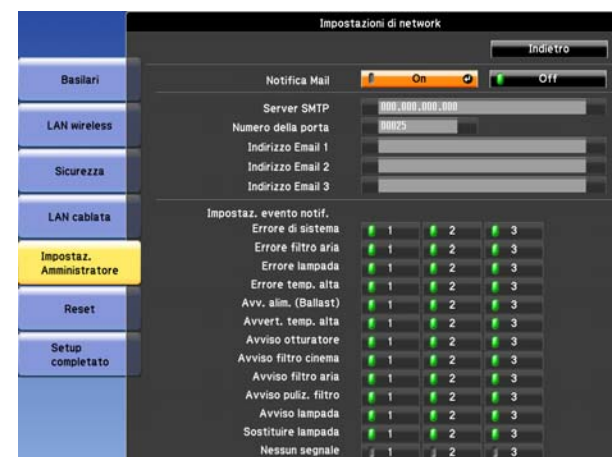 Impostazioni di network
Indietro
Basilari
LAN wireless
Sicurezza
LAN cablata
Impostaz.
Amministratore
Reset
Setup
completato
Notifica Mail On Off
Server SMTP 000.000.000.000
Numero della porta 00025
Indirizzo Email 1
Indirizzo Email 2
Indirizzo Email 3
Impostaz. evento notif.
Errore di sistema 1 2 3
Errore filtro aria 1 2 3
Errore lampada 1 2 3
Errore temp. alta 1 2 3
Avv. alim. (Ballast) 1 2 3
Avvert. temp. alta 1 2 3
Avviso otturatore 1 2 3
Avviso filtro cinema 1 2 3
Avviso filtro aria 1 2 3
Avviso puliz. filtro 1 2 3
Avviso lampada 1 2 3
Sostituire lampada 1 2 3
Nessun segnale 1 2 3